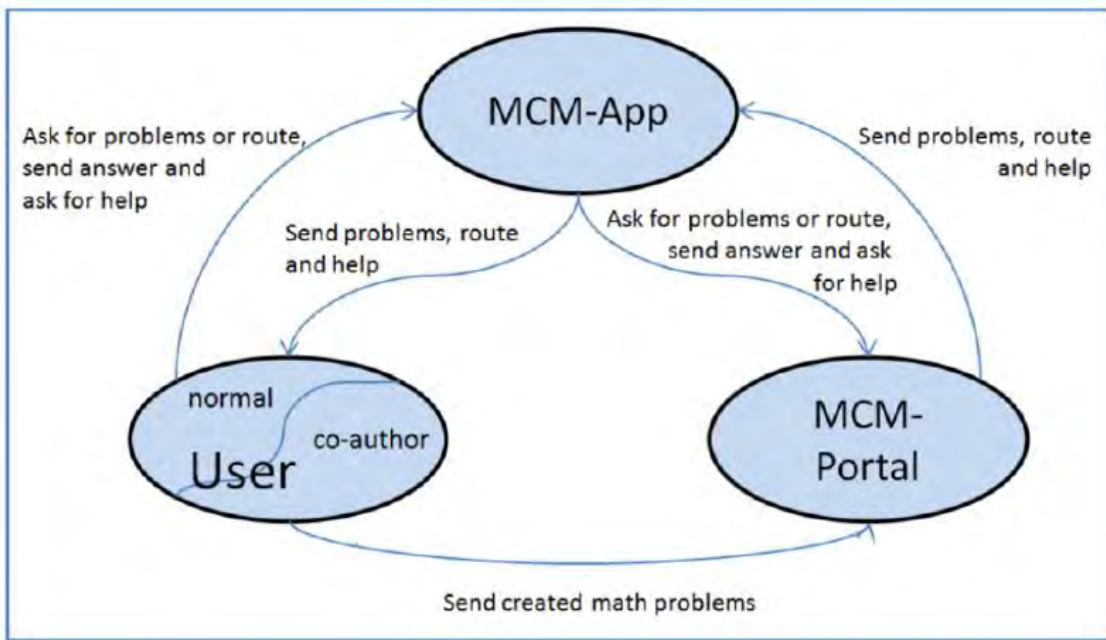 MCM-App
Ask for problems or route,
send answer and
ask for help
Send problems, route
and help
Send problems, route
and help
Ask for problems or route,
send answer and ask
for help
normal
co-author
User
MCM-
Portal
Send created math problems